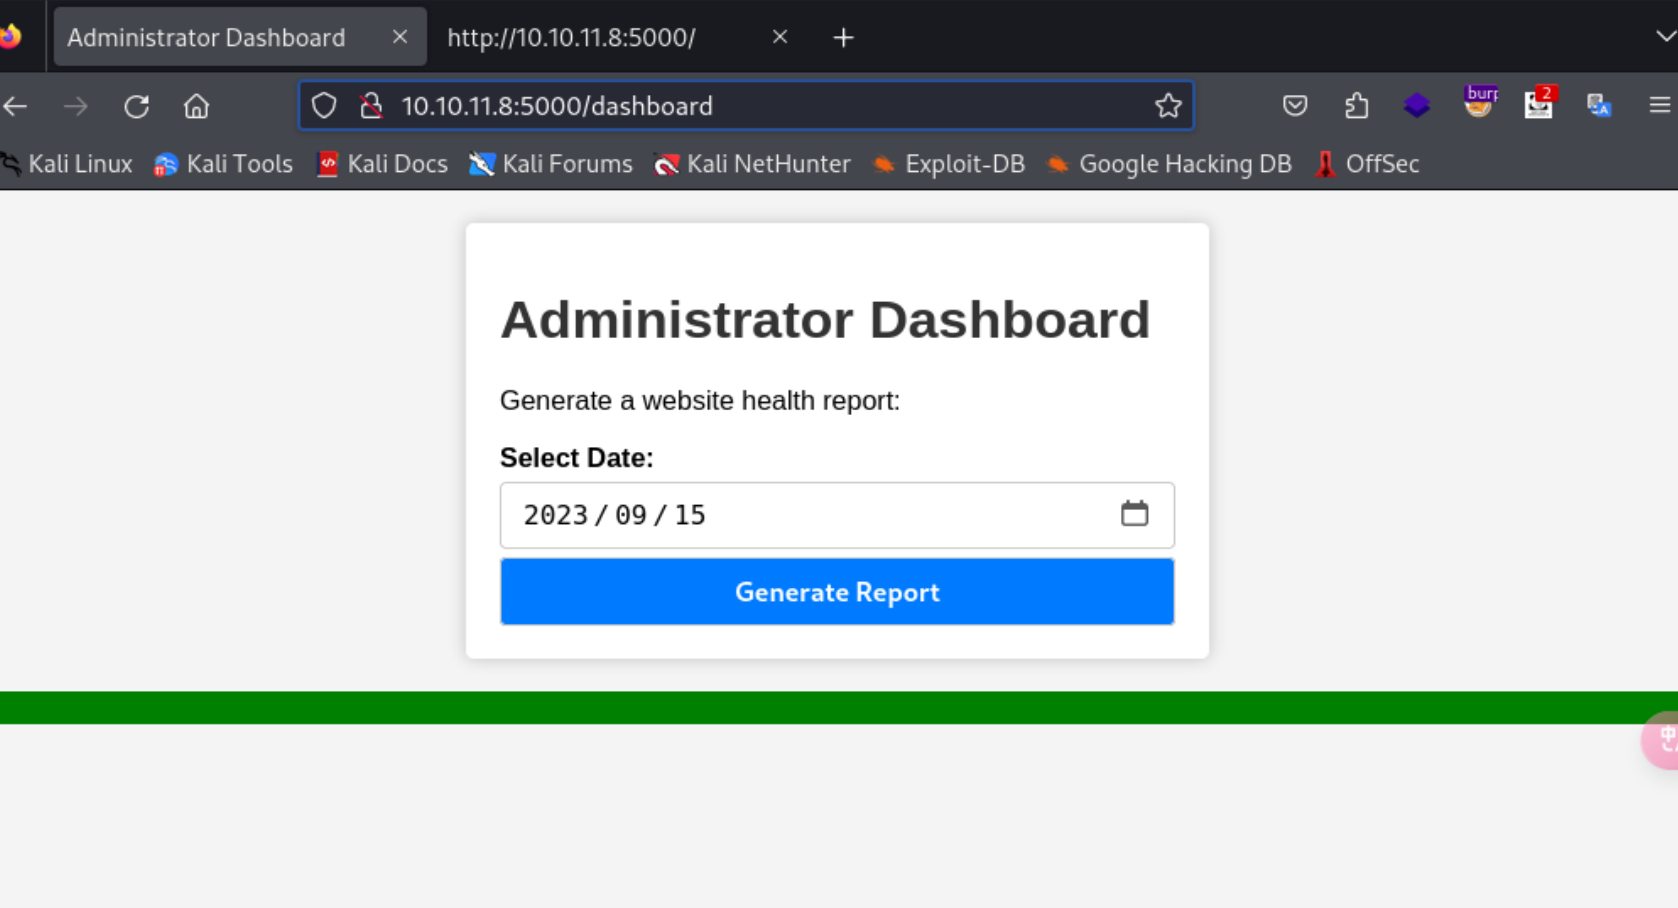 Administrator Dashboard
http://10.10.11.8:5000/
10.10.11.8:5000/dashboard
burp
2
Kali Linux Kali Tools Kali Docs Kali Forums Kali NetHunter Exploit-DB Google Hacking DB OffSec
Administrator Dashboard
Generate a website health report:
Select Date:
2023/09/15
Generate Report
中